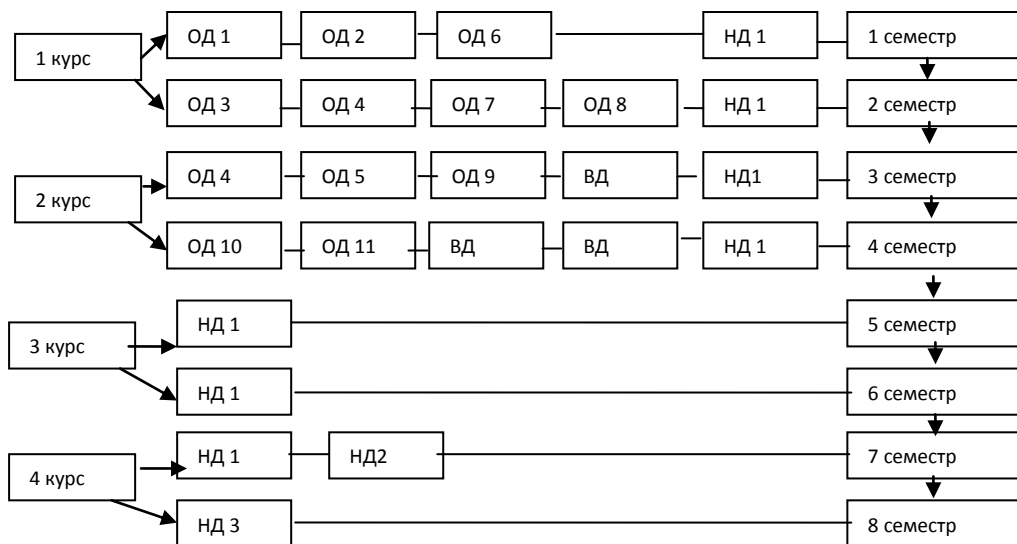 ОД 1 ОД 2 ОД 6 НД 1 1 семестр
1 курс
ОД 3 ОД 4 ОД 7 ОД 8 НД 1 2 семестр
ОД 4 ОД 5 ОД 9 ВД НД1 3 семестр
2 курс
ОД 10 ОД 11 ВД ВД НД 1 4 семестр
НД 1 5 семестр
3 курс
НД 1 6 семестр
НД 1 НД2 7 семестр
4 курс
НД 3 8 семестр